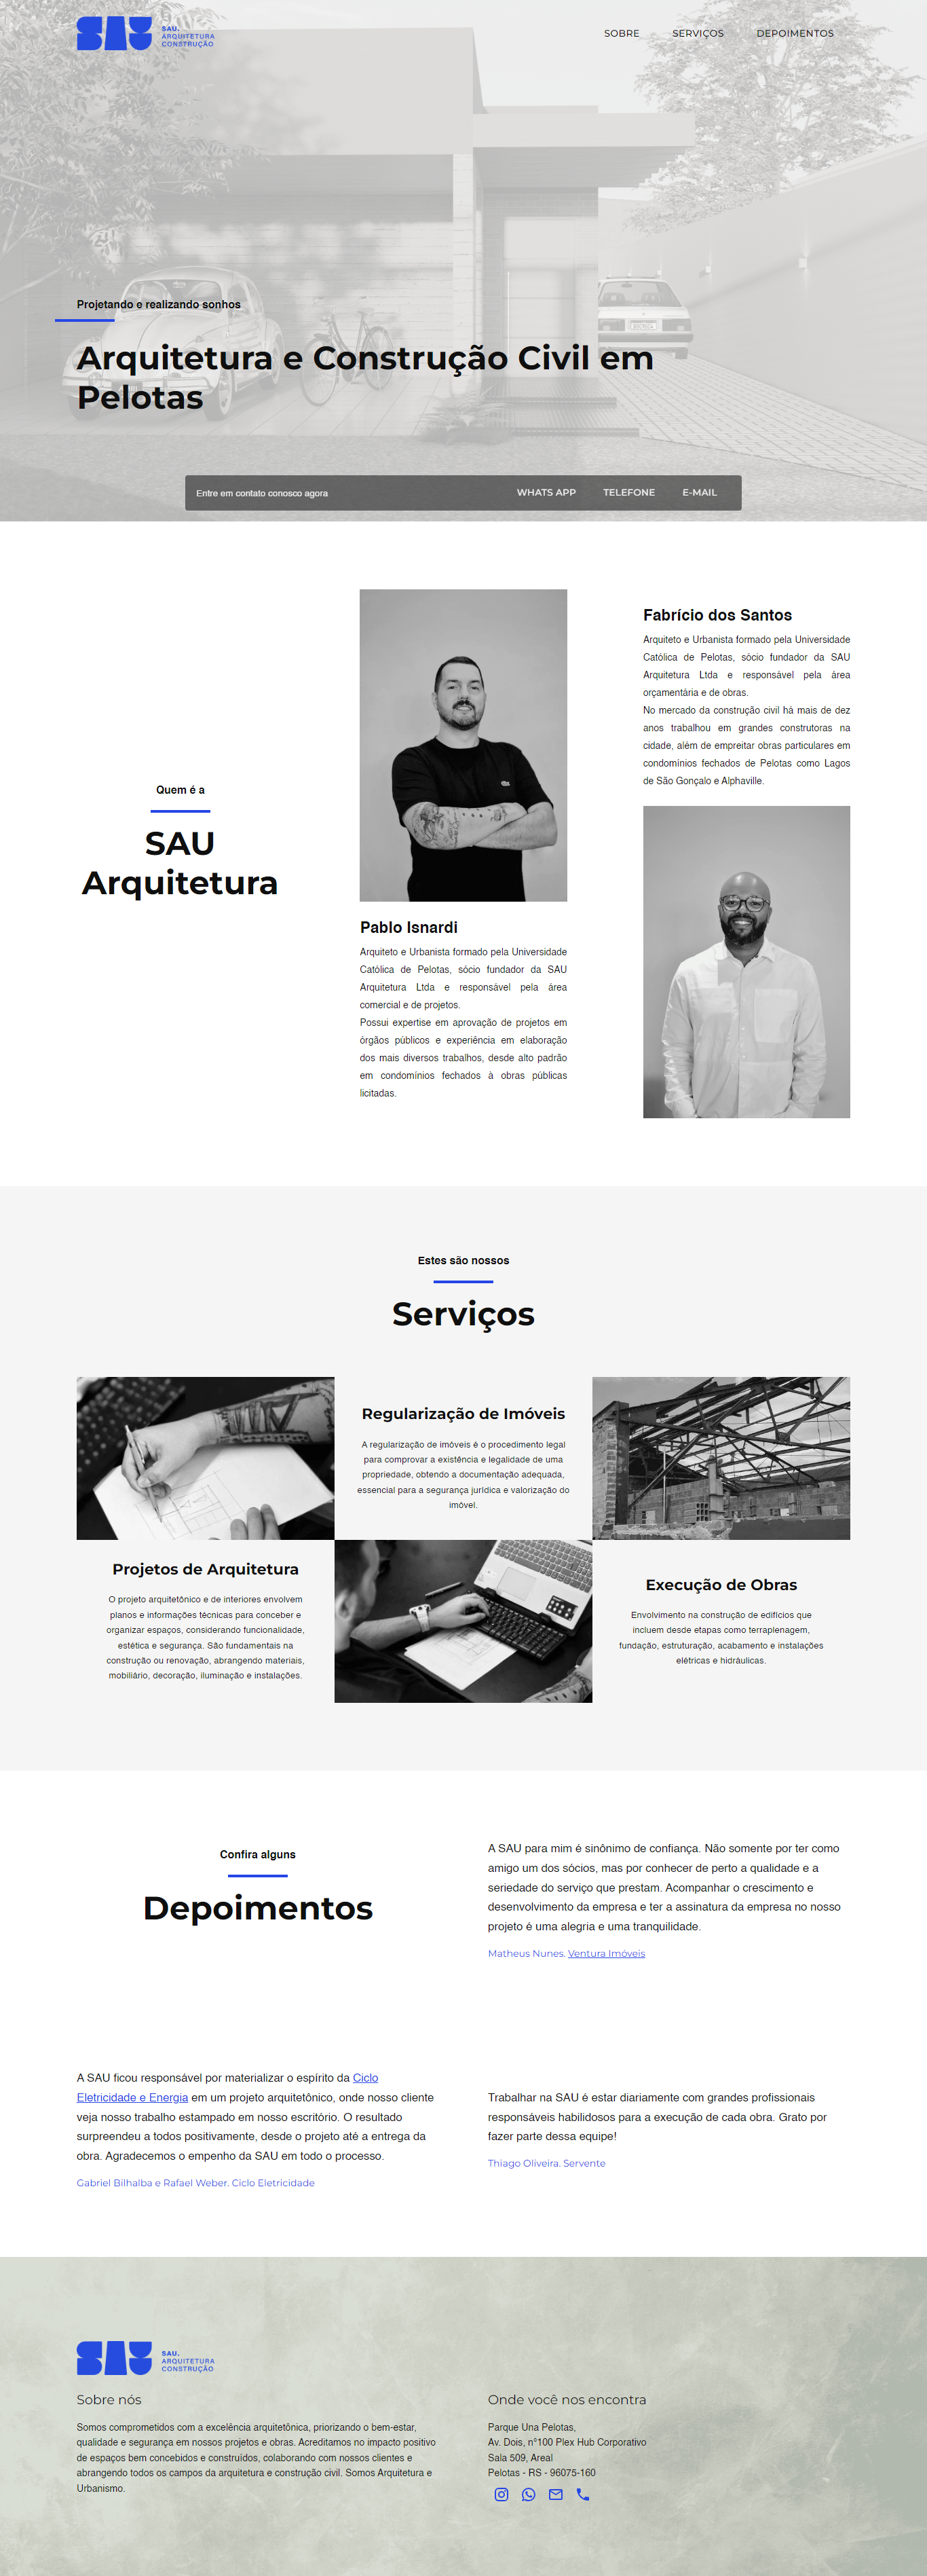 SAU
SAU.
ARQUITETURA
CONSTRUÇÃO
SOBRE SERVIÇOS DEPOIMENTOS
Projetando e realizando sonhos
Arquitetura e Construção Civil em
Pelotas
Entre em contato conosco agora WHATS APP TELEFONE E-MAIL
Quem é a
SAU
Arquitetura
Pablo Isnardi
Arquiteto e Urbanista formado pela Universidade
Católica de Pelotas, sócio fundador da SAU
Arquitetura Ltda e responsável pela área
comercial e de projetos.
Possui expertise em aprovação de projetos em
órgãos públicos e experiência em elaboração
dos mais diversos trabalhos, desde alto padrão
em condomínios fechados à obras públicas
licitadas.
Fabrício dos Santos
Arquiteto e Urbanista formado pela Universidade
Católica de Pelotas, sócio fundador da SAU
Arquitetura Ltda e responsável pela área
orçamentária e de obras.
No mercado da construção civil há mais de dez
anos trabalhou em grandes construtoras na
cidade, além de empreitar obras particulares em
condomínios fechados de Pelotas como Lagos
de São Gonçalo e Alphaville.
Estes são nossos
Serviços
Regularização de Imóveis
A regularização de imóveis é o procedimento legal
para comprovar a existência e legalidade de uma
propriedade, obtendo a documentação adequada,
essencial para a segurança jurídica e valorização do
imóvel.
Projetos de Arquitetura
O projeto arquitetônico e de interiores envolvem
planos e informações técnicas para conceber e
organizar espaços, considerando funcionalidade,
estética e segurança. São fundamentais na
construção ou renovação, abrangendo materiais,
mobiliário, decoração, iluminação e instalações.
Execução de Obras
Envolvimento na construção de edifícios que
incluem desde etapas como terraplenagem,
fundação, estruturação, acabamento e instalações
elétricas e hidráulicas.
Confira alguns
Depoimentos
A SAU para mim é sinônimo de confiança. Não somente por ter como
amigo um dos sócios, mas por conhecer de perto a qualidade e a
seriedade do serviço que prestam. Acompanhar o crescimento e
desenvolvimento da empresa e ter a assinatura da empresa no nosso
projeto é uma alegria e uma tranquilidade.
Matheus Nunes. Ventura Imóveis
A SAU ficou responsável por materializar o espírito da Ciclo
Eletricidade e Energia em um projeto arquitetônico, onde nosso cliente
veja nosso trabalho estampado em nosso escritório. O resultado
surpreendeu a todos positivamente, desde o projeto até a entrega da
obra. Agradecemos o empenho da SAU em todo o processo.
Gabriel Bilhalba e Rafael Weber. Ciclo Eletricidade
Trabalhar na SAU é estar diariamente com grandes profissionais
responsáveis habilidosos para a execução de cada obra. Grato por
fazer parte dessa equipe!
Thiago Oliveira. Servente
SAU
SAU.
ARQUITETURA
CONSTRUÇÃO
Sobre nós
Somos comprometidos com a excelência arquitetônica, priorizando o bem-estar,
qualidade e segurança em nossos projetos e obras. Acreditamos no impacto positivo
de espaços bem concebidos e construídos, colaborando com nossos clientes e
abrangendo todos os campos da arquitetura e construção civil. Somos Arquitetura e
Urbanismo.
Onde você nos encontra
Parque Una Pelotas,
Av. Dois, n°100 Plex Hub Corporativo
Sala 509, Areal
Pelotas - RS - 96075-160